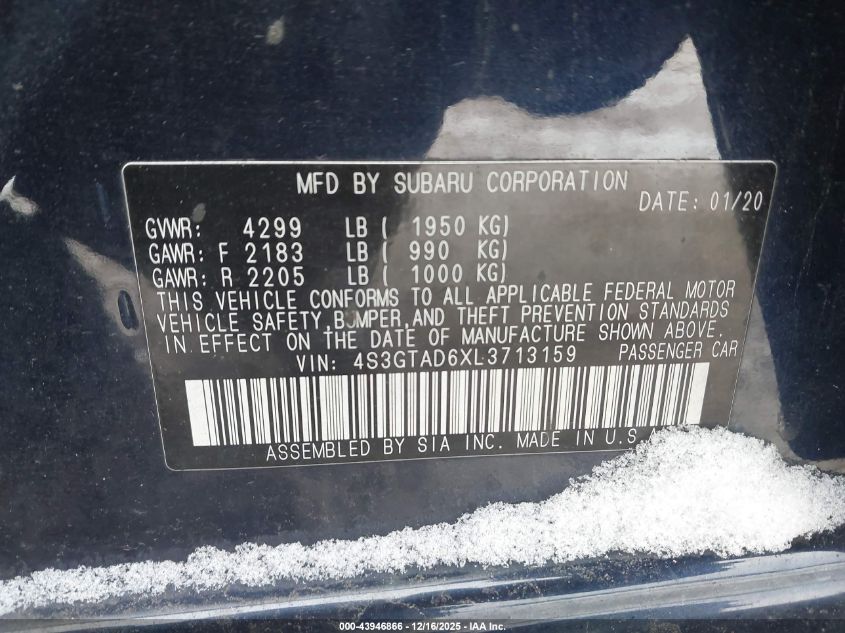 MFD BY SUBARU CORPORATION
DATE: 01/20
GVWR: 4299 LB ( 1950 KG)
GAWR: F 2183 LB ( 990 KG)
GAWR: R 2205 LB ( 1000 KG)
THIS VEHICLE CONFORMS TO ALL APPLICABLE FEDERAL MOTOR
VEHICLE SAFETY, BUMPER, AND THEFT PREVENTION STANDARDS
IN EFFECT ON THE DATE OF MANUFACTURE SHOWN ABOVE.
VIN: 4S3GTAD6XL3713159 PASSENGER CAR
ASSEMBLED BY SIA INC. MADE IN U.S.
000-43946866 - 12/16/2025 - IAA Inc.